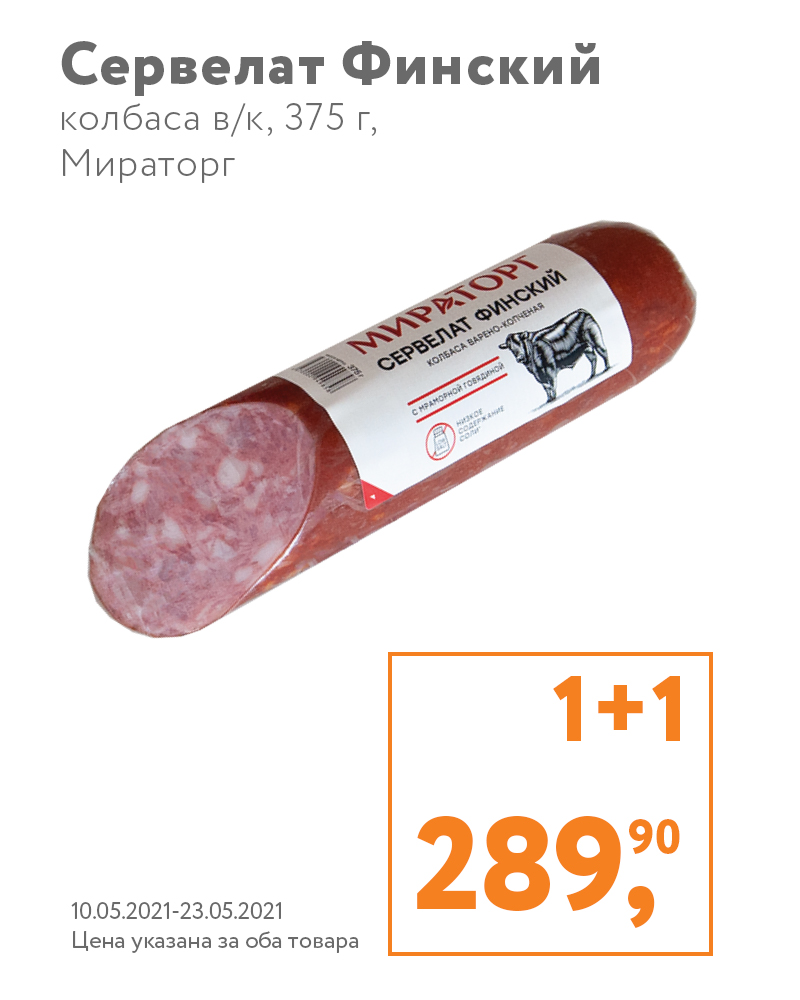 Сервелат Финский
колбаса в/к, 375 г,
Мираторг
МИРАТОРГ
СЕРВЕЛАТ ФИНСКИЙ
КОЛБАСА ВАРЕНО-КОПЧЕНАЯ
С МРАМОРНОЙ ГОВЯДИНОЙ
НИЗКОЕ
СОДЕРЖАНИЕ
СОЛИ
1+1
289,90
10.05.2021-23.05.2021
Цена указана за оба товара